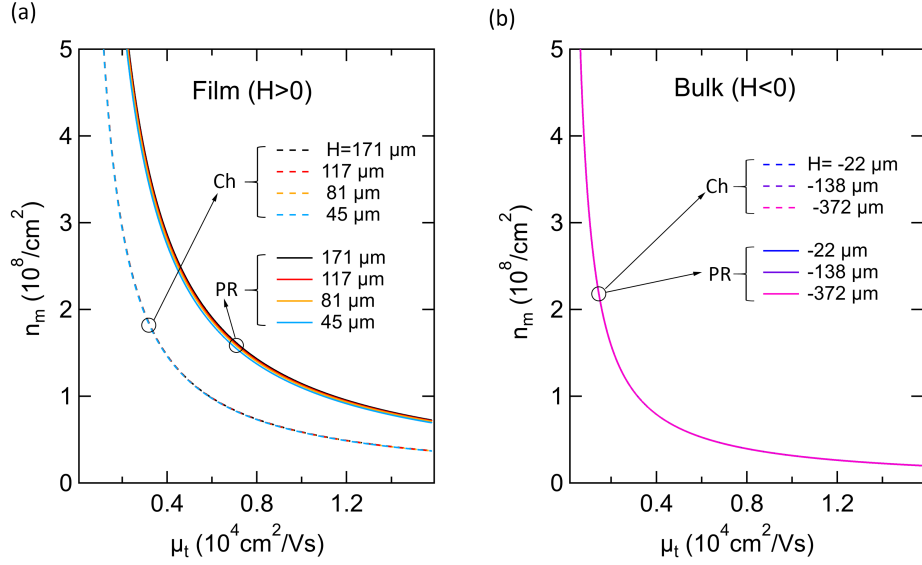 (a)
5
4
3
2
1
0
n_m (10^8/cm^2)
Film (H>0)
Ch
H=171 μm
117 μm
81 μm
45 μm
PR
171 μm
117 μm
81 μm
45 μm
0.4 0.8 1.2
μ_t (10^4cm^2/Vs)
(b)
5
4
3
2
1
0
n_m (10^8/cm^2)
Bulk (H<0)
Ch
H= -22 μm
-138 μm
-372 μm
PR
-22 μm
-138 μm
-372 μm
0.4 0.8 1.2
μ_t (10^4cm^2/Vs)